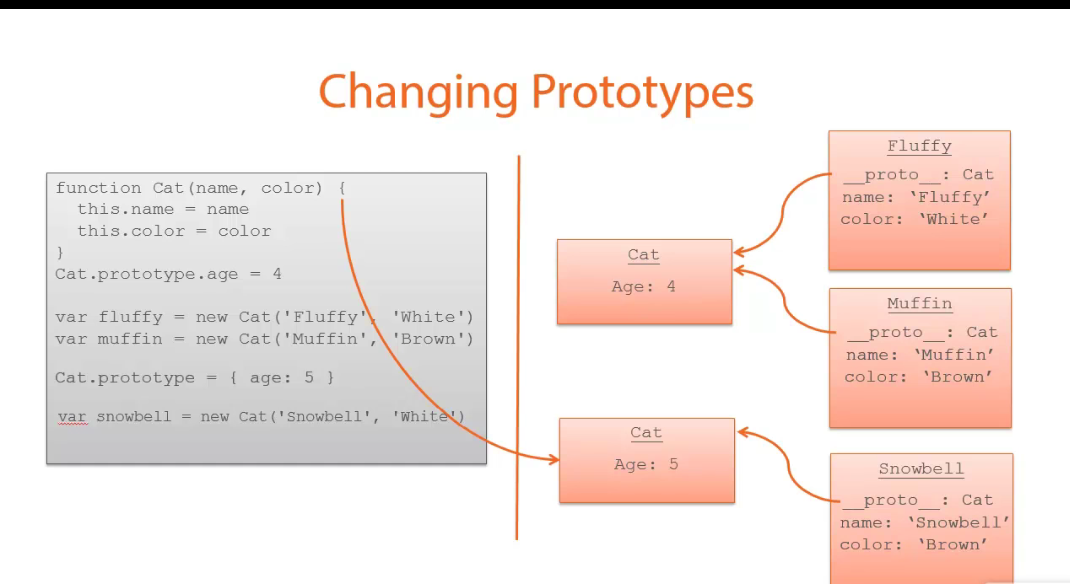 Changing Prototypes
function Cat(name, color) {
this.name = name
this.color = color
}
Cat.prototype.age = 4
var fluffy = new Cat('Fluffy', 'White')
var muffin = new Cat('Muffin', 'Brown')
Cat.prototype = { age: 5 }
var snowbell = new Cat('Snowbell', 'White')
Cat
Age: 4
Cat
Age: 5
Fluffy
__proto__: Cat
name: ‘Fluffy’
color: ‘White’
Muffin
__proto__: Cat
name: ‘Muffin’
color: ‘Brown’
Snowbell
__proto__: Cat
name: ‘Snowbell’
color: ‘Brown’